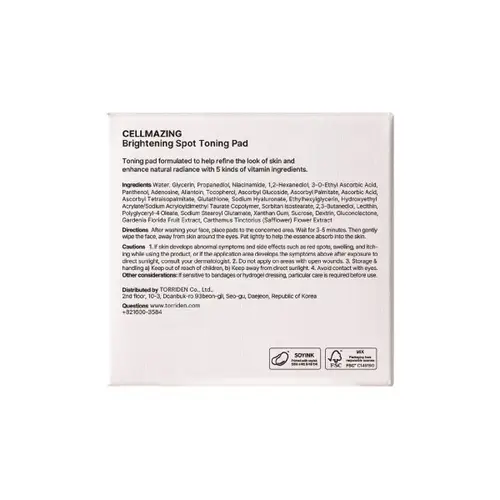 CELLMAZING
Brightening Spot Toning Pad
Toning pad formulated to help refine the look of skin and
enhance natural radiance with 5 kinds of vitamin ingredients.
Ingredients Water, Glycerin, Propanediol, Niacinamide, 1,2-Hexanediol, 3-O-Ethyl Ascorbic Acid,
Panthenol, Adenosine, Allantoin, Tocopherol, Ascorbyl Glucoside, Ascorbyl Palmitate, Ascorbic Acid,
Ascorbyl Tetraisopalmitate, Glutathione, Sodium Hyaluronate, Ethylhexylglycerin, Hydroxyethyl
Acrylate/Sodium Acryloyldimethyl Taurate Copolymer, Sorbitan Isostearate, 2,3-Butanediol, Lecithin,
Polyglyceryl-4 Oleate, Sodium Stearoyl Glutamate, Xanthan Gum, Sucrose, Dextrin, Gluconolactone,
Gardenia Florida Fruit Extract, Carthamus Tinctorius (Safflower) Flower Extract
Directions After washing your face, place pads to the concerned area. Wait for 3-5 minutes. Then gently
wipe the face, away from skin around the eyes. Pat lightly to help the essence absorb into the skin.
Cautions 1. If skin develops abnormal symptoms and side effects such as red spots, swelling, and itch-
ing while using the product, or if the application area develops the symptoms above after exposure to
direct sunlight, consult your dermatologist. 2. Do not apply on areas with open wounds. 3. Storage &
handling a) Keep out of reach of children, b) Keep away from direct sunlight. 4. Avoid contact with eyes.
Other considerations: If sensitive to bandages or hydrogel dressing, particular care is required before use.
Distributed by TORRIDEN Co., Ltd.,
2nd floor, 10-3, Doanbuk-ro 93beon-gil, Seo-gu, Daejeon, Republic of Korea
Questions www.torriden.com
+821600-3584
SOYINK
FSC
MIX
Packaging from
responsible sources